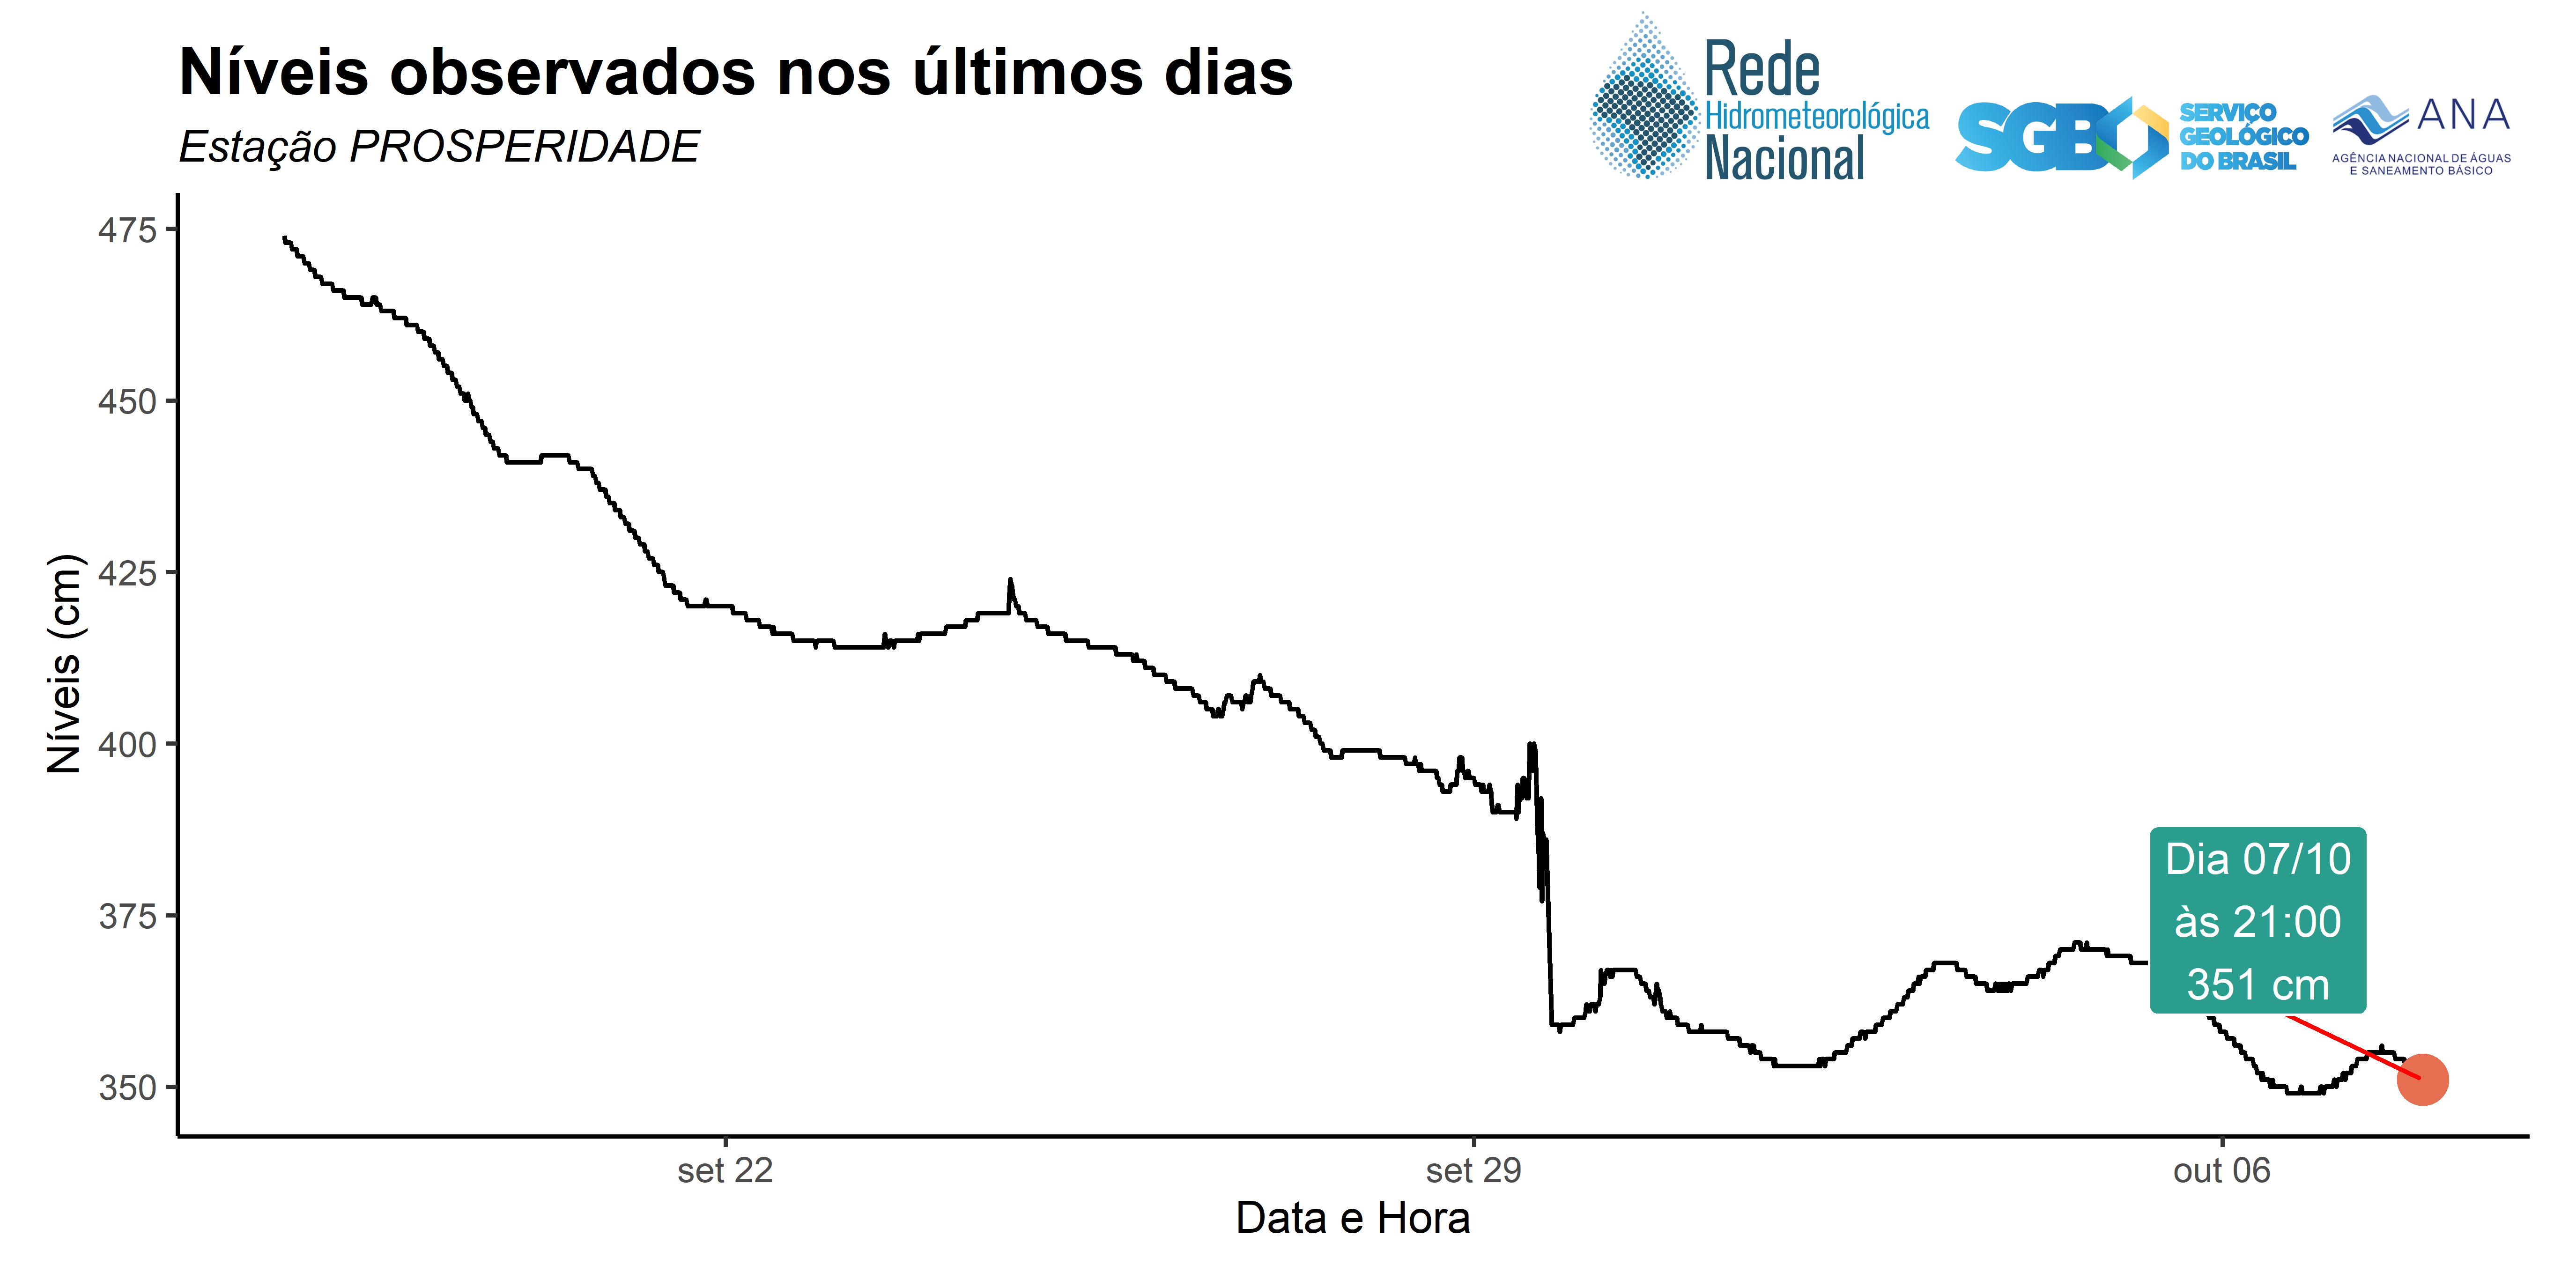 Níveis observados nos últimos dias
Estação PROSPERIDADE
Rede
Hidrometeorológica
Nacional
SGB
SERVIÇO
GEOLÓGICO
DO BRASIL
ANA
AGÊNCIA NACIONAL DE ÁGUAS
E SANEAMENTO BÁSICO
475
450
425
400
375
350
Níveis (cm)
Dia 07/10
às 21:00
351 cm
set 22
set 29
out 06
Data e Hora